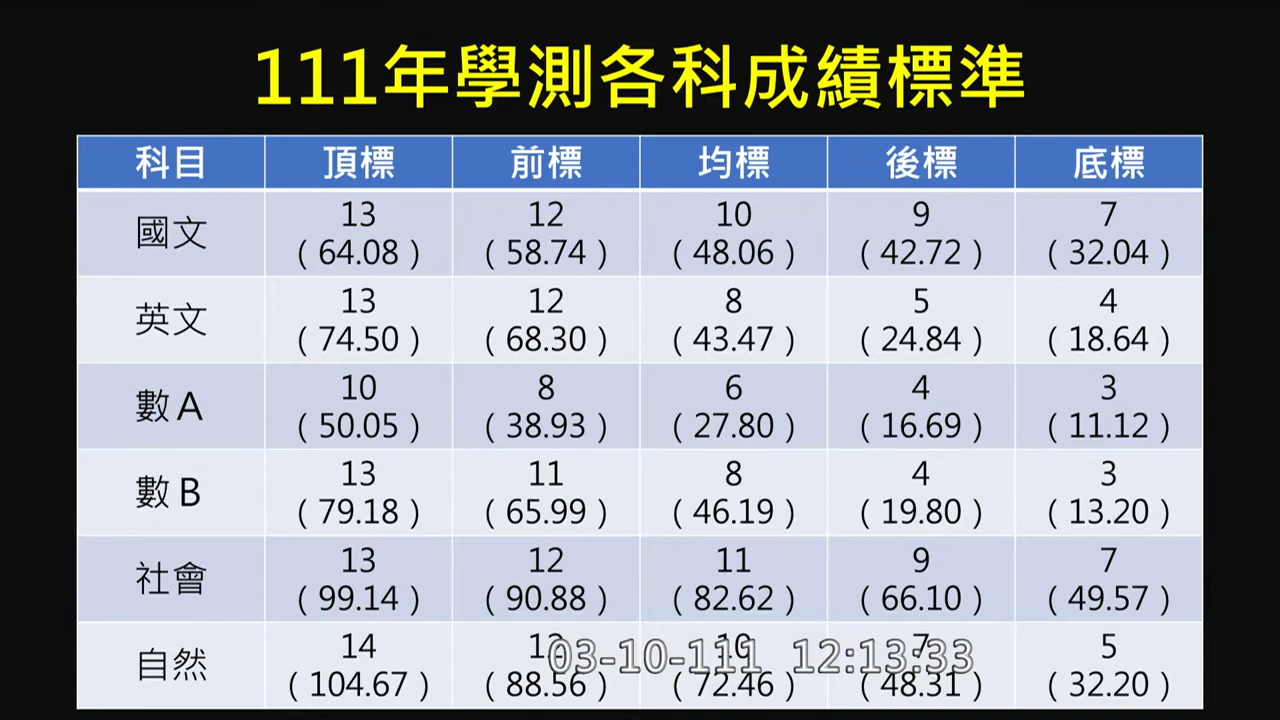 111年學測各科成績標準
科目 頂標 前標 均標 後標 底標
國文 13 12 10 9 7
( 64.08 ) ( 58.74 ) ( 48.06 ) ( 42.72 ) ( 32.04 )
英文 13 12 8 5 4
( 74.50 ) ( 68.30 ) ( 43.47 ) ( 24.84 ) ( 18.64 )
數A 10 8 6 4 3
( 50.05 ) ( 38.93 ) ( 27.80 ) ( 16.69 ) ( 11.12 )
數B 13 11 8 4 3
( 79.18 ) ( 65.99 ) ( 46.19 ) ( 19.80 ) ( 13.20 )
社會 13 12 11 9 7
( 99.14 ) ( 90.88 ) ( 82.62 ) ( 66.10 ) ( 49.57 )
自然 14 12 10 7 5
( 104.67 ) ( 88.56 ) ( 72.46 ) ( 48.31 ) ( 32.20 )
03-10-111 12:13:33